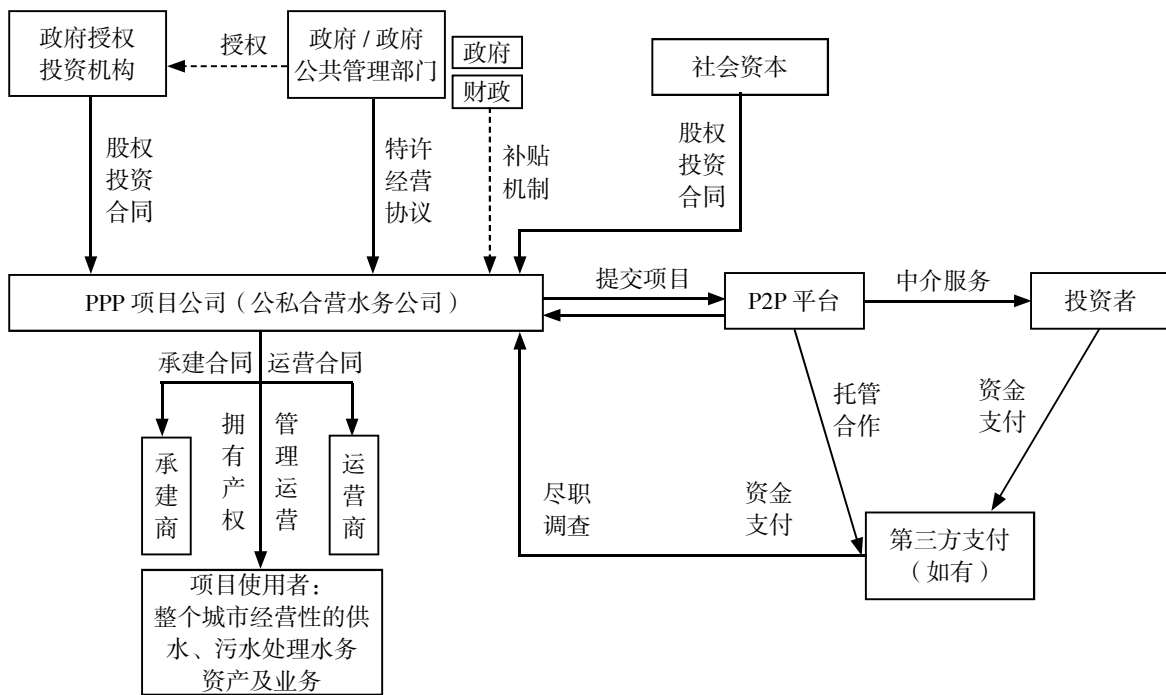 政府授权
投资机构
授权
政府 / 政府
公共管理部门
政府
财政
社会资本
股权
投资
合同
特许
经营
协议
补贴
机制
股权
投资
合同
PPP 项目公司（公私合营水务公司）
提交项目
P2P 平台
中介服务
投资者
承建合同
运营合同
承建商
拥有产权
管理运营
运营商
托管
合作
资金
支付
尽职
调查
资金
支付
第三方支付
（如有）
项目使用者：
整个城市经营性的供
水、污水处理水务
资产及业务